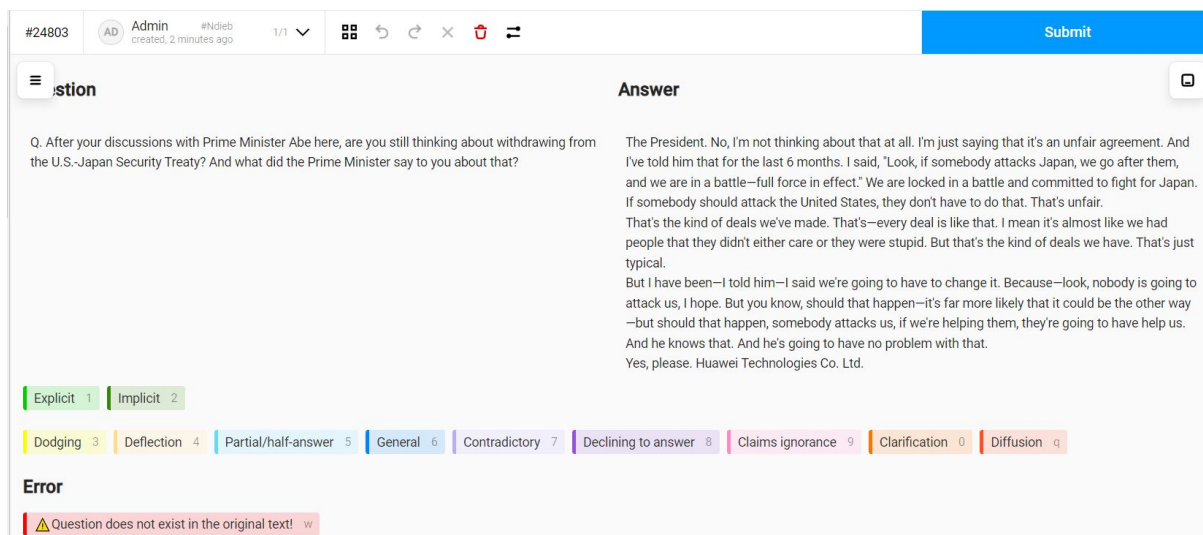 #24803
AD
Admin #Ndieb
created, 2 minutes ago
1/1
Submit
stion
Answer
Q. After your discussions with Prime Minister Abe here, are you still thinking about withdrawing from
the U.S.-Japan Security Treaty? And what did the Prime Minister say to you about that?
The President. No, I'm not thinking about that at all. I'm just saying that it's an unfair agreement. And
I've told him that for the last 6 months. I said, "Look, if somebody attacks Japan, we go after them,
and we are in a battle—full force in effect." We are locked in a battle and committed to fight for Japan.
If somebody should attack the United States, they don't have to do that. That's unfair.
That's the kind of deals we've made. That's—every deal is like that. I mean it's almost like we had
people that they didn't either care or they were stupid. But that's the kind of deals we have. That's just
typical.
But I have been—I told him—I said we're going to have to change it. Because—look, nobody is going to
attack us, I hope. But you know, should that happen—it's far more likely that it could be the other way
—but should that happen, somebody attacks us, if we're helping them, they're going to have help us.
And he knows that. And he's going to have no problem with that.
Yes, please. Huawei Technologies Co. Ltd.
Explicit 1 Implicit 2
Dodging 3 Deflection 4 Partial/half-answer 5 General 6 Contradictory 7 Declining to answer 8 Claims ignorance 9 Clarification 0 Diffusion q
Error
⚠Question does not exist in the original text! w